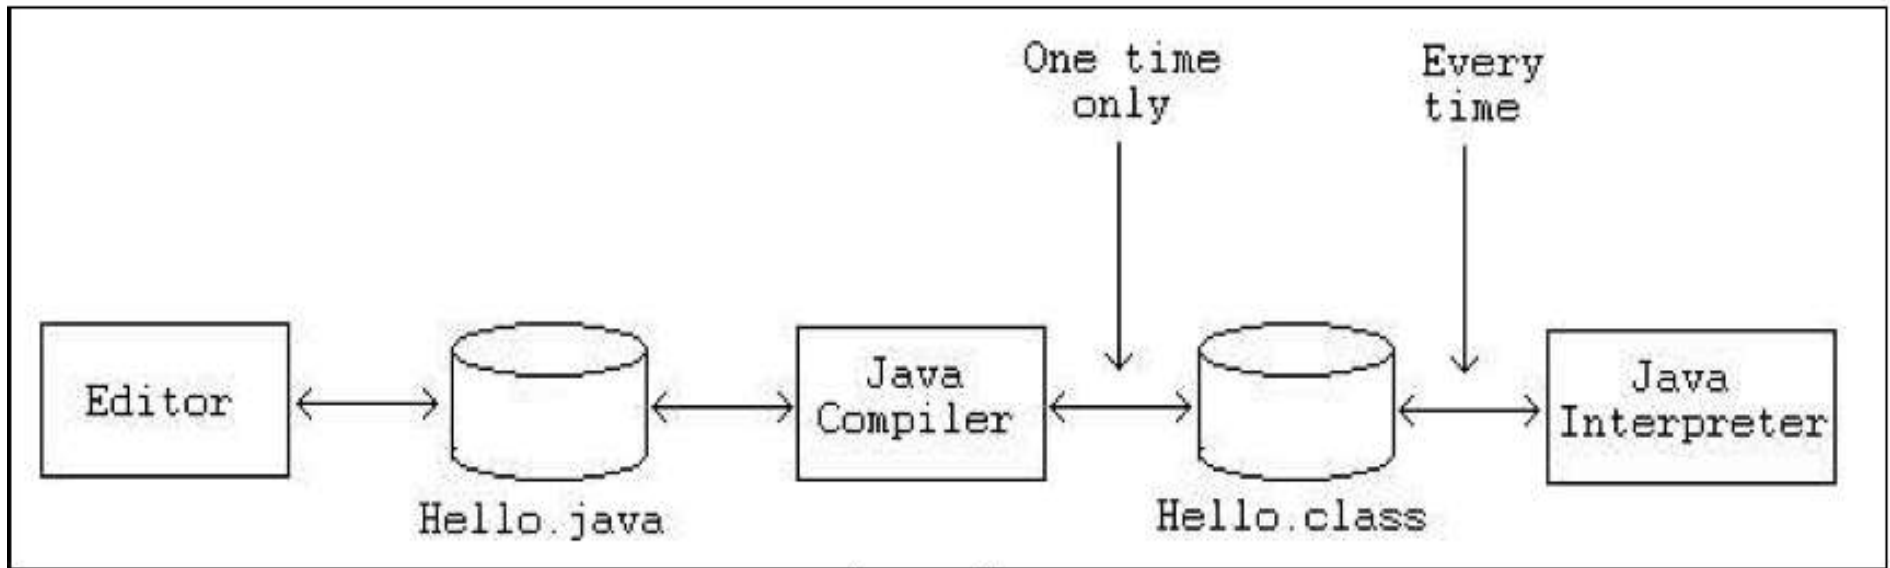 One time
only
Every
time
Editor
Java
Compiler
Java
Interpreter
Hello.java
Hello.class